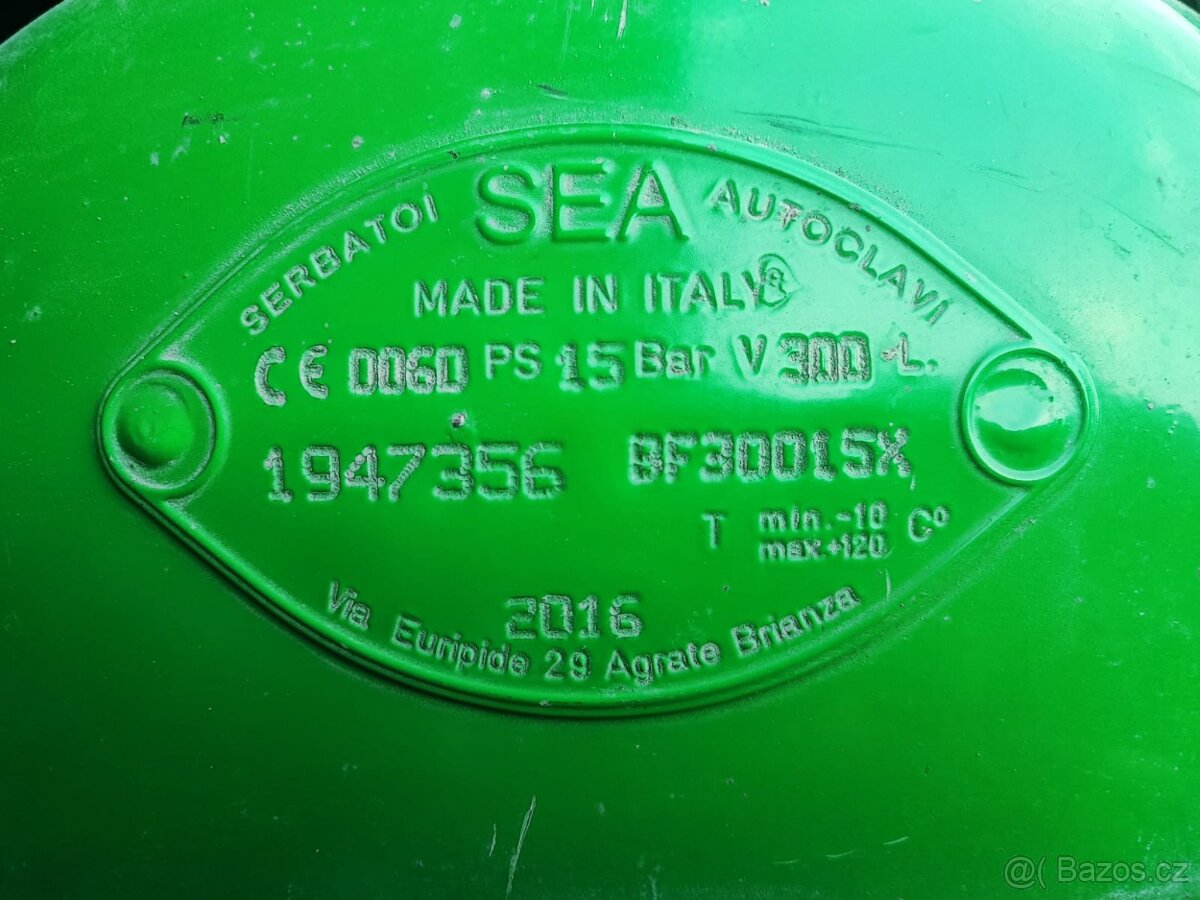 SERBATOI SEA AUTOCLAVI
MADE IN ITALY
CE 0060 PS 15 Bar V 300 L.
1947356 BF30015X
T min.-10 C°
max+120
2016
Via Euripide 29 Agrate Brianza
@( Bazos.cz